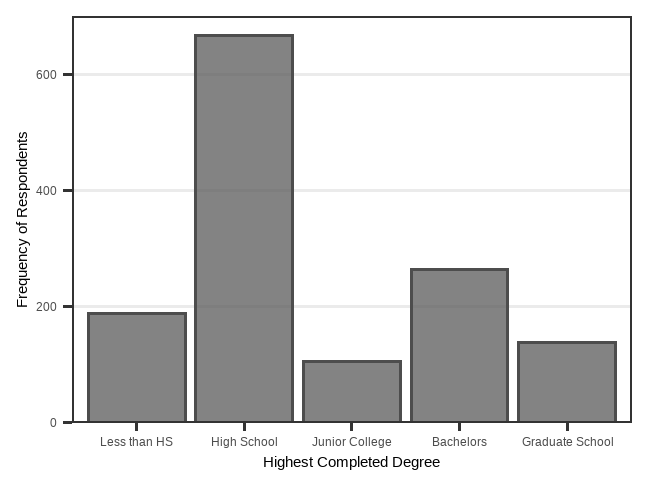 600
400
200
0
Frequency of Respondents
Less than HS
High School
Junior College
Bachelors
Graduate School
Highest Completed Degree